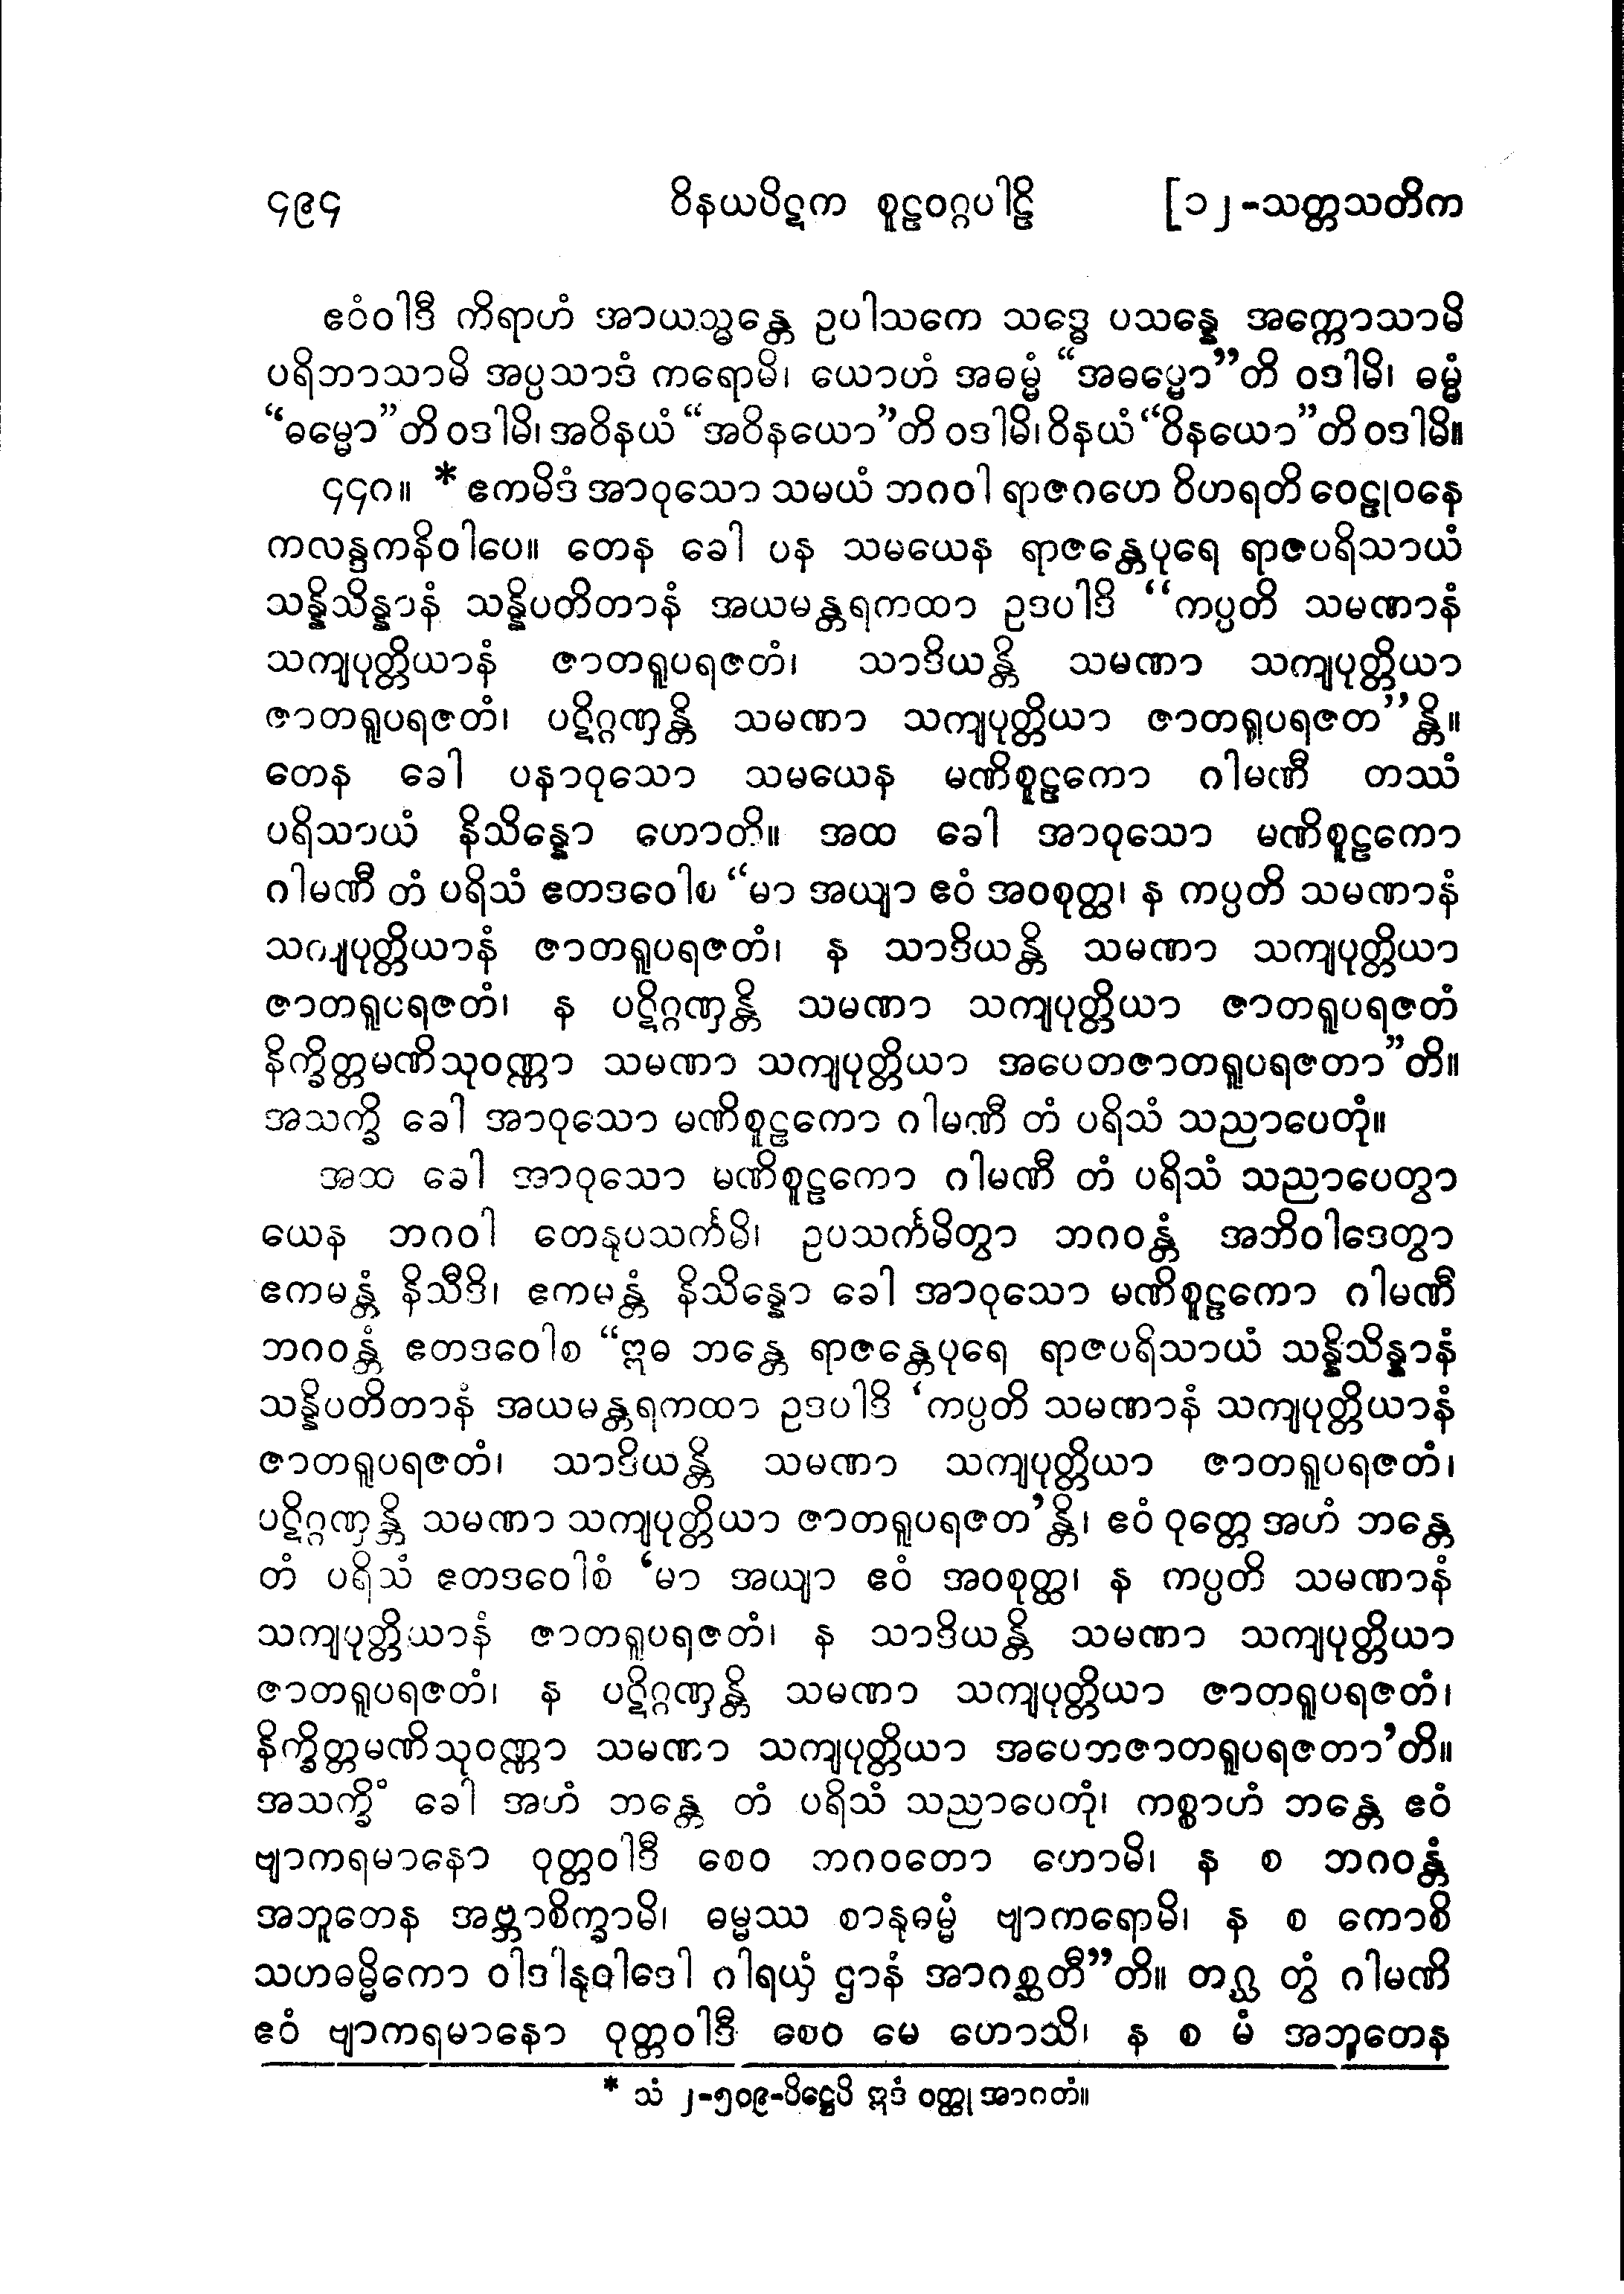 ၄၉၄ ဝိနယပိဋက စူဠဝဂ္ဂပါဠိ [၁၂-သတ္တသတိက
ဧဝံဝါဒီ ကိရာဟံ အာယသ္မန္တေ ဥပါသကေ သဒ္ဓေ ပသန္နေ အက္ကောသာမိ
ပရိဘာသာမိ အပ္ပသာဒံ ကရောမိ၊ ယောဟံ အဓမ္မံ “အဓမ္မော”တိ ဝဒါမိ၊ ဓမ္မံ
“ဓမ္မော”တိ ဝဒါမိ၊ အဝိနယံ “အဝိနယော”တိ ဝဒါမိ၊ ဝိနယံ “ဝိနယော”တိ ဝဒါမိ။
၄၄ဂ။ * ဧကမိဒံ အာဝုသော သမယံ ဘဂဝါ ရာဇဂဟေ ဝိဟရတိ ဝေဠုဝနေ
ကလန္ဒကနိဝါပေ။ တေန ခေါ ပန သမယေန ရာဇန္တေပုရေ ရာဇပရိသာယံ
သန္နိသိန္နာနံ သန္နိပတိတာနံ အယမန္တရကထာ ဥဒပါဒိ “ကပ္ပတိ သမဏာနံ
သကျပုတ္တိယာနံ ဇာတရူပရဇတံ၊ သာဒိယန္တိ သမဏာ သကျပုတ္တိယာ
ဇာတရူပရဇတံ၊ ပဋိဂ္ဂဏှန္တိ သမဏာ သကျပုတ္တိယာ ဇာတရူပရဇတ”န္တိ။
တေန ခေါ ပနာဝုသော သမယေန မဏိစူဠကော ဂါမဏီ တဿံ
ပရိသာယံ နိသိန္နော ဟောတိ။ အထ ခေါ အာဝုသော မဏိစူဠကော
ဂါမဏီ တံ ပရိသံ ဧတဒဝေါစ “မာ အယျာ ဧဝံ အဝစုတ္ထ၊ န ကပ္ပတိ သမဏာနံ
သကျပုတ္တိယာနံ ဇာတရူပရဇတံ၊ န သာဒိယန္တိ သမဏာ သကျပုတ္တိယာ
ဇာတရူပရဇတံ၊ န ပဋိဂ္ဂဏှန္တိ သမဏာ သကျပုတ္တိယာ ဇာတရူပရဇတံ
နိက္ခိတ္တမဏိသုဝဏ္ဏာ သမဏာ သကျပုတ္တိယာ အပေတဇာတရူပရဇတာ”တိ။
အသက္ခိ ခေါ အာဝုသော မဏိစူဠကော ဂါမဏီ တံ ပရိသံ သညာပေတုံ။
အထ ခေါ အာဝုသော မဏိစူဠကော ဂါမဏီ တံ ပရိသံ သညာပေတွာ
ယေန ဘဂဝါ တေနုပသင်္ကမိ၊ ဥပသင်္ကမိတွာ ဘဂဝန္တံ အဘိဝါဒေတွာ
ဧကမန္တံ နိသီဒိ၊ ဧကမန္တံ နိသိန္နော ခေါ အာဝုသော မဏိစူဠကော ဂါမဏီ
ဘဂဝန္တံ ဧတဒဝေါစ “ဣဓ ဘန္တေ ရာဇန္တေပုရေ ရာဇပရိသာယံ သန္နိသိန္နာနံ
သန္နိပတိတာနံ အယမန္တရကထာ ဥဒပါဒိ ‘ကပ္ပတိ သမဏာနံ သကျပုတ္တိယာနံ
ဇာတရူပရဇတံ၊ သာဒိယန္တိ သမဏာ သကျပုတ္တိယာ ဇာတရူပရဇတံ၊
ပဋိဂ္ဂဏှန္တိ သမဏာ သကျပုတ္တိယာ ဇာတရူပရဇတ’န္တိ၊ ဧဝံ ဝုတ္တေ အဟံ ဘန္တေ
တံ ပရိသံ ဧတဒဝေါစံ ‘မာ အယျာ ဧဝံ အဝစုတ္ထ၊ န ကပ္ပတိ သမဏာနံ
သကျပုတ္တိယာနံ ဇာတရူပရဇတံ၊ န သာဒိယန္တိ သမဏာ သကျပုတ္တိယာ
ဇာတရူပရဇတံ၊ န ပဋိဂ္ဂဏှန္တိ သမဏာ သကျပုတ္တိယာ ဇာတရူပရဇတံ၊
နိက္ခိတ္တမဏိသုဝဏ္ဏာ သမဏာ သကျပုတ္တိယာ အပေဘဇာတရူပရဇတာ’တိ။
အသက္ခိံ ခေါ အဟံ ဘန္တေ တံ ပရိသံ သညာပေတုံ၊ ကစ္စာဟံ ဘန္တေ ဧဝံ
ဗျာကရမာနော ဝုတ္တဝါဒီ စေဝ ဘဂဝတော ဟောမိ၊ န စ ဘဂဝန္တံ
အဘူတေန အဗ္ဘာစိက္ခာမိ၊ ဓမ္မဿ စာနုဓမ္မံ ဗျာကရောမိ၊ န စ ကောစိ
သဟဓမ္မိကော ဝါဒါနုဝါဒေါ ဂါရယှံ ဌာနံ အာဂစ္ဆတီ”တိ။ တဂ္ဃ တွံ ဂါမဏိ
ဧဝံ ဗျာကရမာနော ဝုတ္တဝါဒီ စေဝ မေ ဟောသိ၊ န စ မံ အဘူတေန
* သံ ၂-၅၀၉-ပိဋ္ဌေပိ ဣဒံ ဝတ္ထု အာဂတံ။